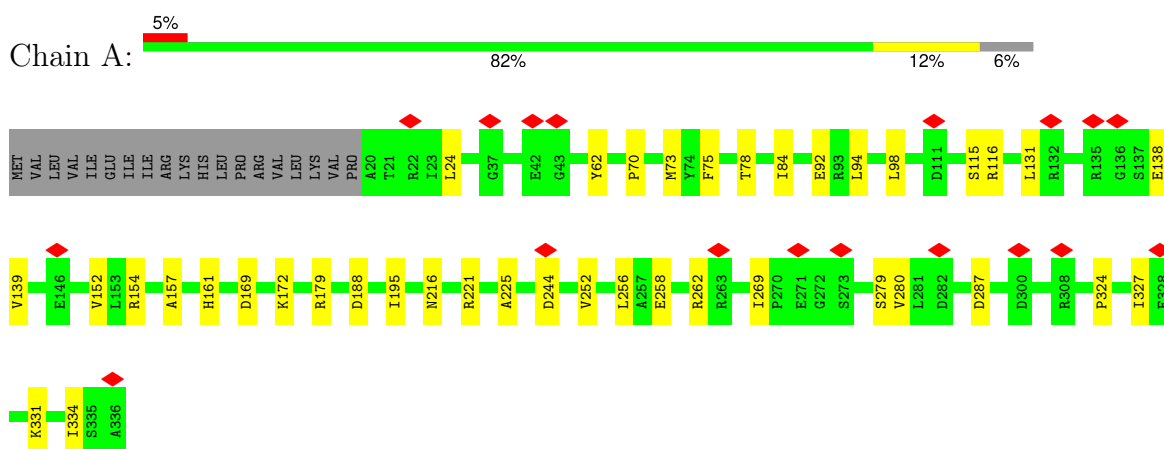 5%
Chain A:
82% 12% 6%
MET VAL LEU VAL ILE GLU ILE ILE ARG LYS HIS LEU PRO ARG VAL LEU LYS VAL PRO A20 T21 R22 I23 L24 G37 E42 G43 Y62 P70 M73 Y74 F75 T78 I84 E92 R93 L94 L98 D111 S115 R116 L131 R132 R135 G136 S137 E138
V139 E146 V152 L153 R154 A157 H161 D169 K172 R179 D188 I195 N216 R221 A225 D244 V252 L256 A257 E258 R262 R263 I269 P270 E271 G272 S273 S279 V280 L281 D282 D287 D300 R308 P324 I327 E328
K331 I334 S335 A336